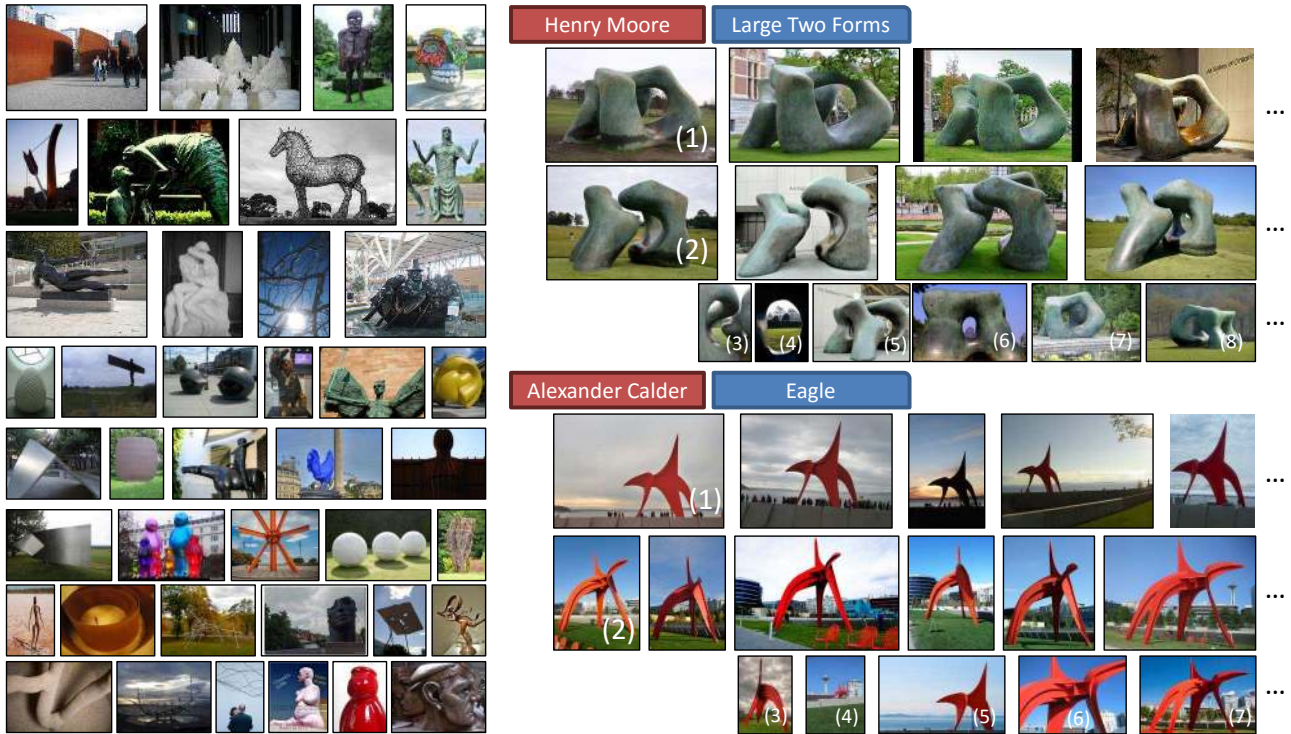 Henry Moore Large Two Forms
(1)
...
(2)
...
(3) (4) (5) (6) (7) (8)
...
Alexander Calder Eagle
(1)
...
(2)
...
(3) (4) (5) (6) (7)
...